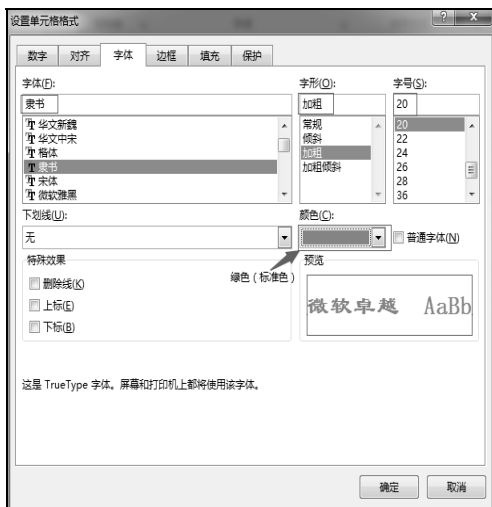 设置单元格格式
数字 对齐 字体 边框 填充 保护
字体(F): 字形(O): 字号(S):
隶书 加粗 20
华文新魏 常规 20
华文中宋 倾斜 22
楷体 加粗 24
隶书 加粗倾斜 26
宋体 28
微软雅黑 36
下划线(U): 颜色(C):
无 普通字体(N)
特殊效果 绿色（标准色） 预览
删除线(K)
上标(E) 微软卓越 AaBb
下标(B)
这是 TrueType 字体。屏幕和打印机上都将使用该字体。
确定 取消